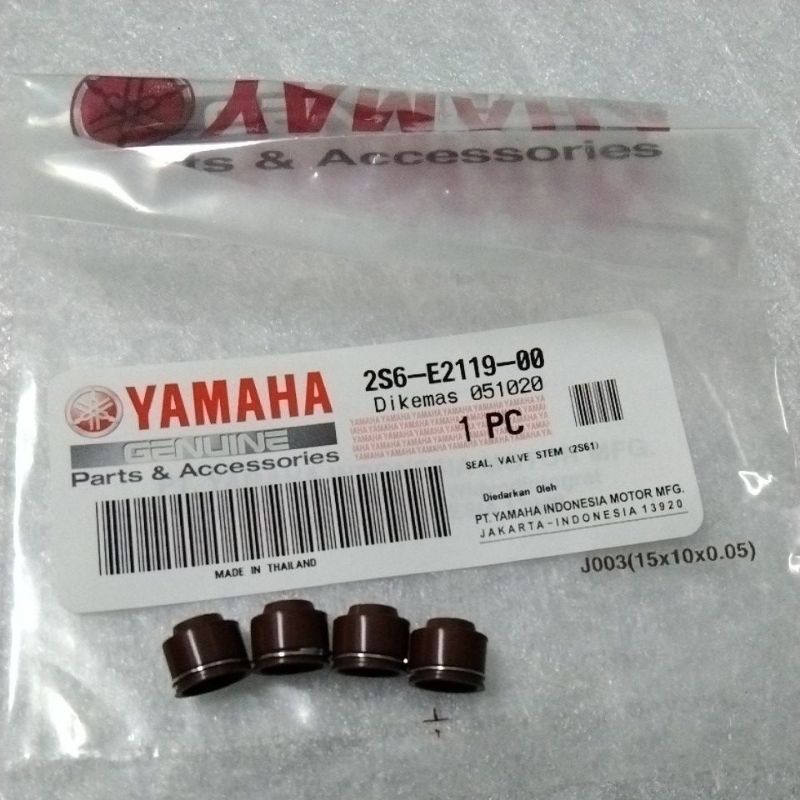 YAMAHA
Parts & Accessories
YAMAHA
GENUINE
Parts & Accessories
2S6-E2119-00
Dikemas 051020
1 PC
SEAL, VALVE STEM (2S61)
Diedarkan Oleh
PT. YAMAHA INDONESIA MOTOR MFG.
JAKARTA-INDONESIA 13920
MADE IN THAILAND
J003(15x10x0.05)